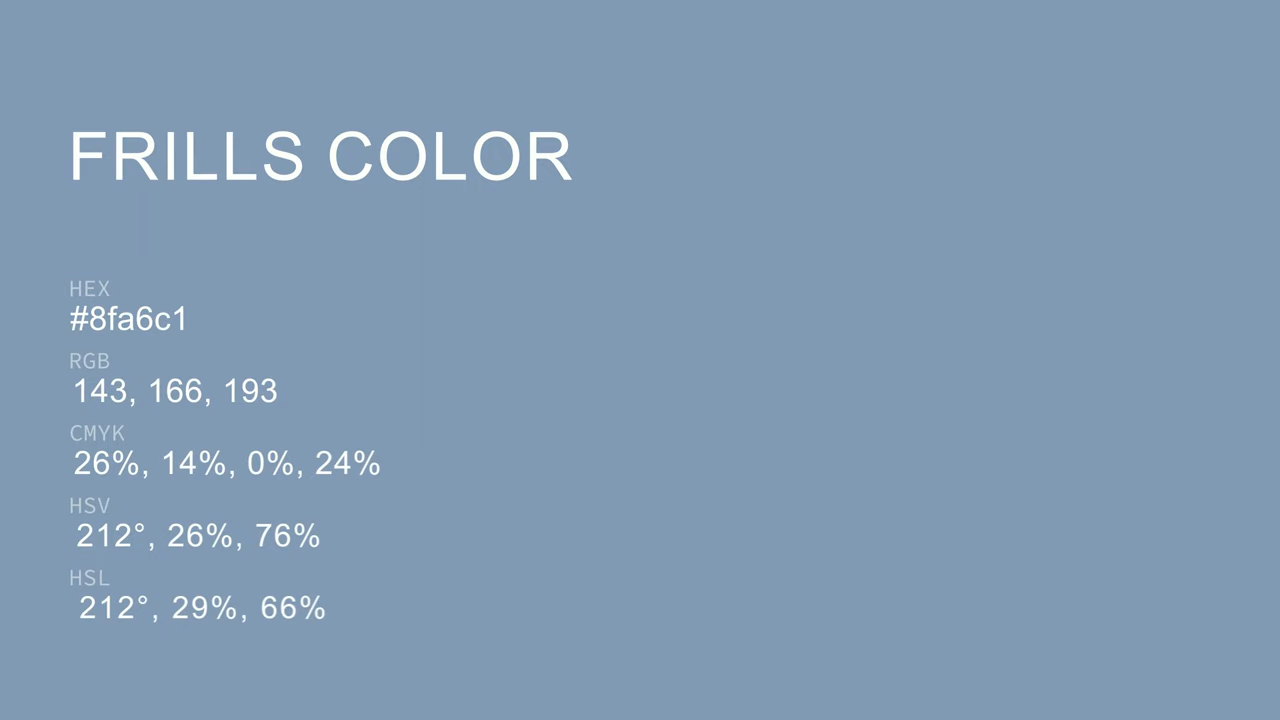 FRILLS COLOR
HEX
#8fa6c1
RGB
143, 166, 193
CMYK
26%, 14%, 0%, 24%
HSV
212°, 26%, 76%
HSL
212°, 29%, 66%